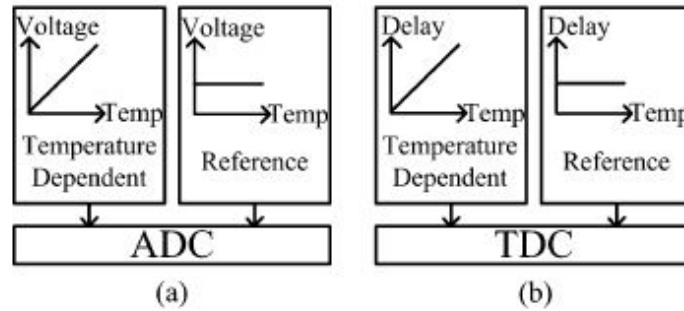 Voltage
Temp
Temperature
Dependent
Voltage
Temp
Reference
ADC
(a)
Delay
Temp
Temperature
Dependent
Delay
Temp
Reference
TDC
(b)